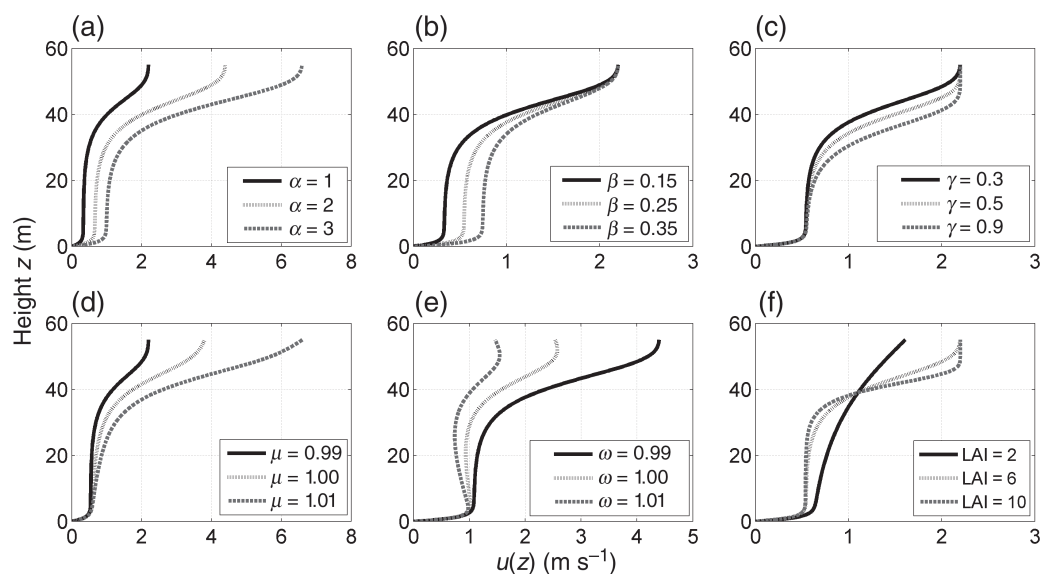 (a) (b) (c)
60 60 60
40 40 40
20 20 20
0 0 0
α = 1
α = 2
α = 3
β = 0.15
β = 0.25
β = 0.35
γ = 0.3
γ = 0.5
γ = 0.9
0 2 4 6 8 0 1 2 3 0 1 2 3
Height z (m)
(d) (e) (f)
60 60 60
40 40 40
20 20 20
0 0 0
μ = 0.99
μ = 1.00
μ = 1.01
ω = 0.99
ω = 1.00
ω = 1.01
LAI = 2
LAI = 6
LAI = 10
0 2 4 6 8 0 1 2 3 4 5 0 1 2 3
u(z) (m s⁻¹)